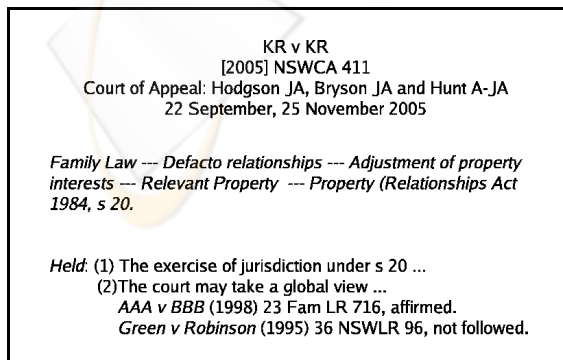 KR v KR
[2005] NSWCA 411
Court of Appeal: Hodgson JA, Bryson JA and Hunt A-JA
22 September, 25 November 2005
Family Law --- Defacto relationships --- Adjustment of property
interests --- Relevant Property --- Property (Relationships Act
1984, s 20.
Held: (1) The exercise of jurisdiction under s 20 ...
(2)The court may take a global view ...
AAA v BBB (1998) 23 Fam LR 716, affirmed.
Green v Robinson (1995) 36 NSWLR 96, not followed.